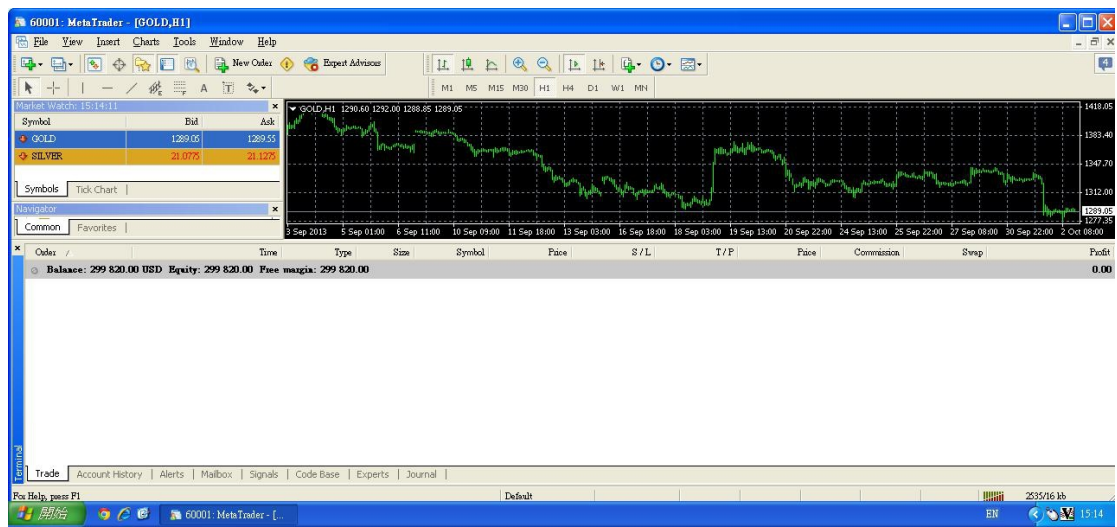 60001: MetaTrader - [GOLD,H1]
File View Insert Charts Tools Window Help
New Order Expert Advisors 4
A T M1 M5 M15 M30 H1 H4 D1 W1 MN
Market Watch: 15:14:11
Symbol Bid Ask
GOLD 1289.05 1289.55
SILVER 21.0775 21.1275
Symbols Tick Chart
Navigator
Common Favorites
GOLD,H1 1290.60 1292.00 1288.85 1289.05
1418.05
1383.40
1347.70
1312.00
1289.05
1277.35
3 Sep 2013 5 Sep 01:00 6 Sep 11:00 10 Sep 09:00 11 Sep 18:00 13 Sep 03:00 16 Sep 18:00 18 Sep 03:00 19 Sep 13:00 20 Sep 22:00 24 Sep 13:00 25 Sep 22:00 27 Sep 08:00 30 Sep 22:00 2 Oct 08:00
Order / Time Type Size Symbol Price S / L T / P Price Commission Swap Profit
Balance: 299 820.00 USD Equity: 299 820.00 Free margin: 299 820.00 0.00
Terminal
Trade Account History Alerts Mailbox Signals Code Base Experts Journal
For Help, press F1 Default 2535/16 kb
開始 60001: MetaTrader - [... EN 15:14